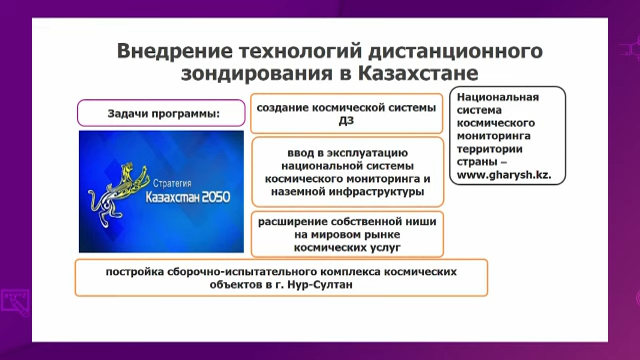 Внедрение технологий дистанционного
зондирования в Казахстане
Задачи программы:
создание космической системы
ДЗ
Национальная
система
космического
мониторинга
территории
страны –
www.gharysh.kz.
ввод в эксплуатацию
национальной системы
космического мониторинга и
наземной инфраструктуры
Стратегия
Казахстан 2050
расширение собственной ниши
на мировом рынке
космических услуг
постройка сборочно-испытательного комплекса космических
объектов в г. Нур-Султан